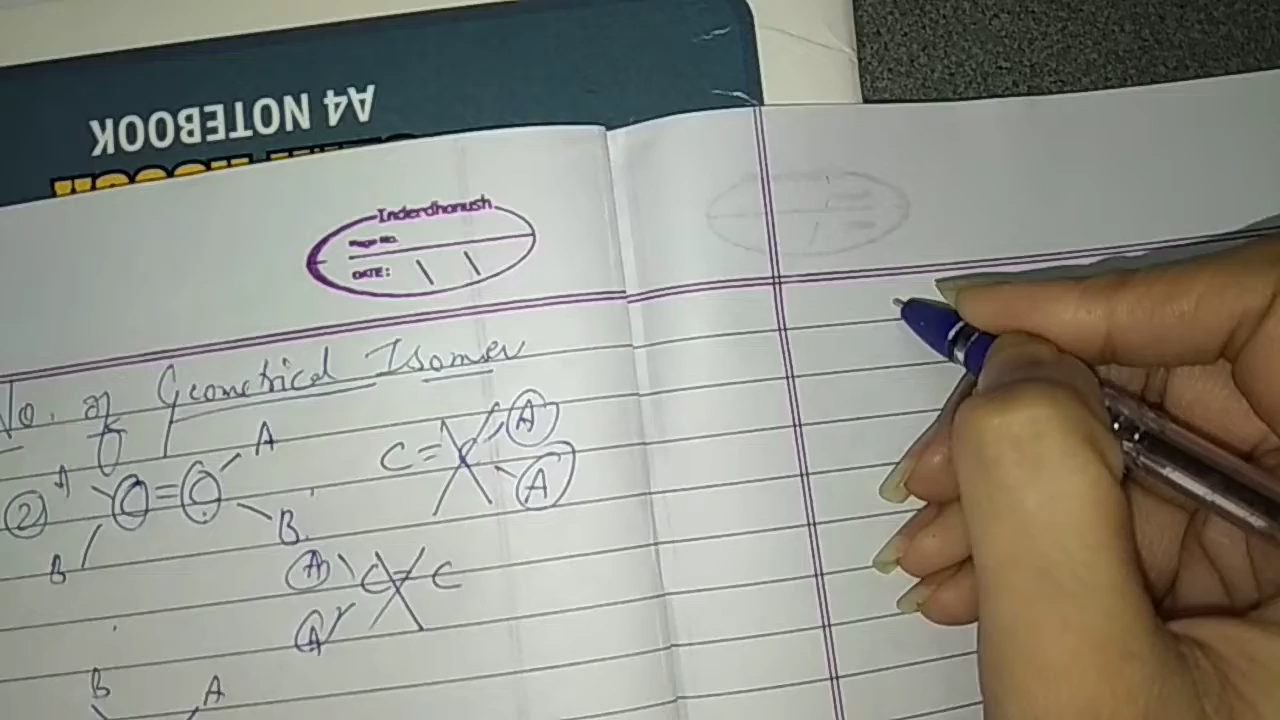 A4 NOTEBOOK
Inderdhanush
Page No.
DATE:
No. of Geometrical Isomer
A A
② C=C
B B
C=C A
A
A C=C
A
B A